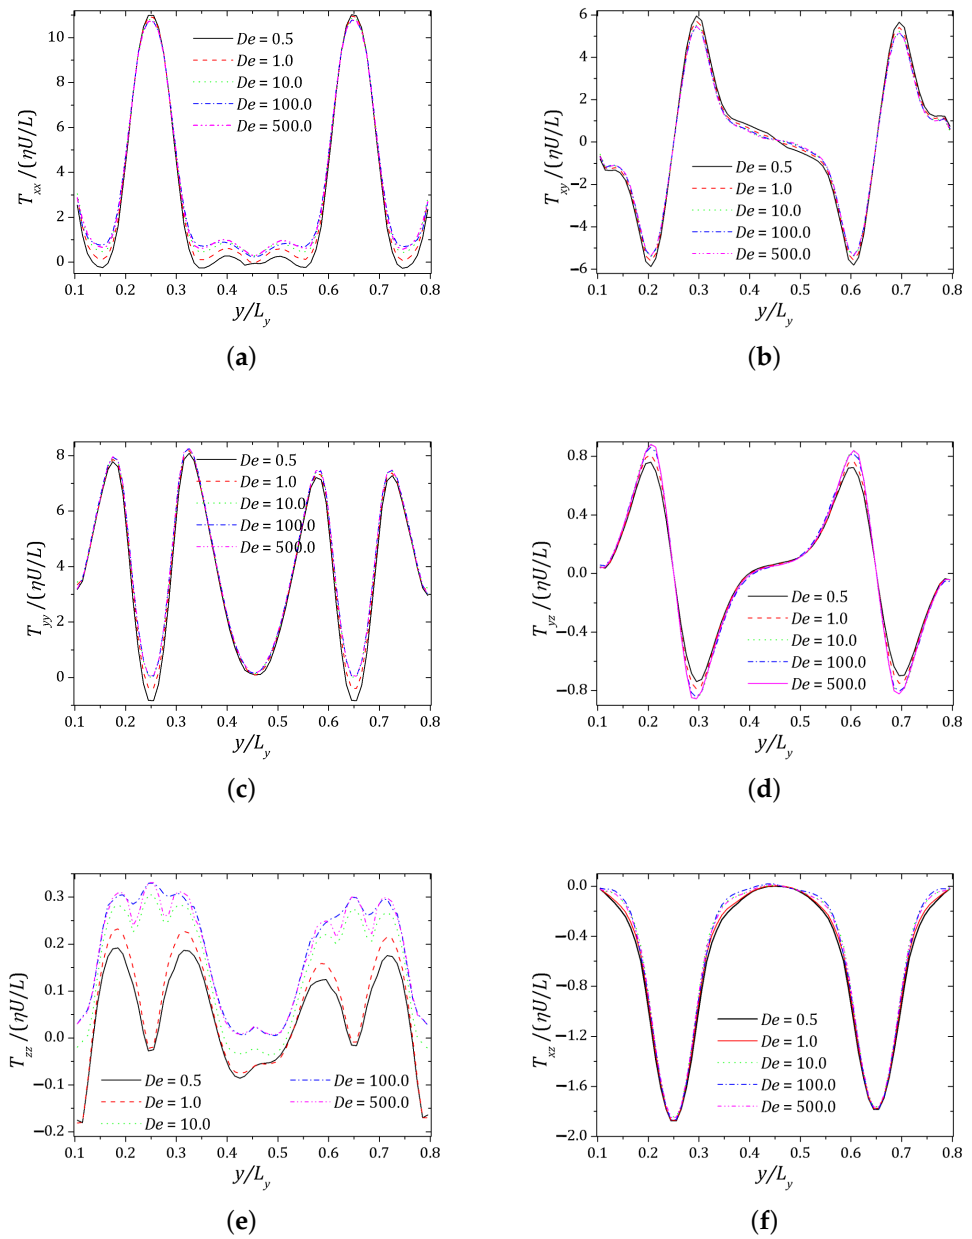 10
8
6
4
2
0
T_xx /(ηU/L)
De = 0.5
De = 1.0
De = 10.0
De = 100.0
De = 500.0
0.1 0.2 0.3 0.4 0.5 0.6 0.7 0.8
y/L_y
(a)
6
4
2
0
−2
−4
−6
T_xy /(ηU/L)
De = 0.5
De = 1.0
De = 10.0
De = 100.0
De = 500.0
0.1 0.2 0.3 0.4 0.5 0.6 0.7 0.8
y/L_y
(b)
8
6
4
2
0
T_yy /(ηU/L)
De = 0.5
De = 1.0
De = 10.0
De = 100.0
De = 500.0
0.1 0.2 0.3 0.4 0.5 0.6 0.7 0.8
y/L_y
(c)
0.8
0.4
0.0
−0.4
−0.8
T_yz /(ηU/L)
De = 0.5
De = 1.0
De = 10.0
De = 100.0
De = 500.0
0.1 0.2 0.3 0.4 0.5 0.6 0.7 0.8
y/L_y
(d)
0.3
0.2
0.1
0.0
−0.1
−0.2
T_zz /(ηU/L)
De = 0.5
De = 1.0
De = 10.0
De = 100.0
De = 500.0
0.1 0.2 0.3 0.4 0.5 0.6 0.7 0.8
y/L_y
(e)
0.0
−0.4
−0.8
−1.2
−1.6
−2.0
T_xz /(ηU/L)
De = 0.5
De = 1.0
De = 10.0
De = 100.0
De = 500.0
0.1 0.2 0.3 0.4 0.5 0.6 0.7 0.8
y/L_y
(f)